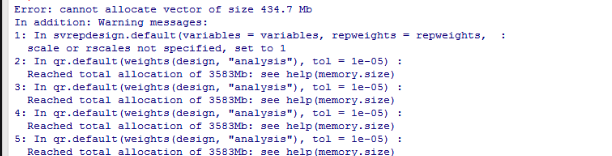 Error: cannot allocate vector of size 434.7 Mb
In addition: Warning messages:
1: In svrepdesign.default(variables = variables, repweights = repweights,  :
  scale or rscales not specified, set to 1
2: In qr.default(weights(design, "analysis"), tol = 1e-05) :
  Reached total allocation of 3583Mb: see help(memory.size)
3: In qr.default(weights(design, "analysis"), tol = 1e-05) :
  Reached total allocation of 3583Mb: see help(memory.size)
4: In qr.default(weights(design, "analysis"), tol = 1e-05) :
  Reached total allocation of 3583Mb: see help(memory.size)
5: In qr.default(weights(design, "analysis"), tol = 1e-05) :
  Reached total allocation of 3583Mb: see help(memory.size)